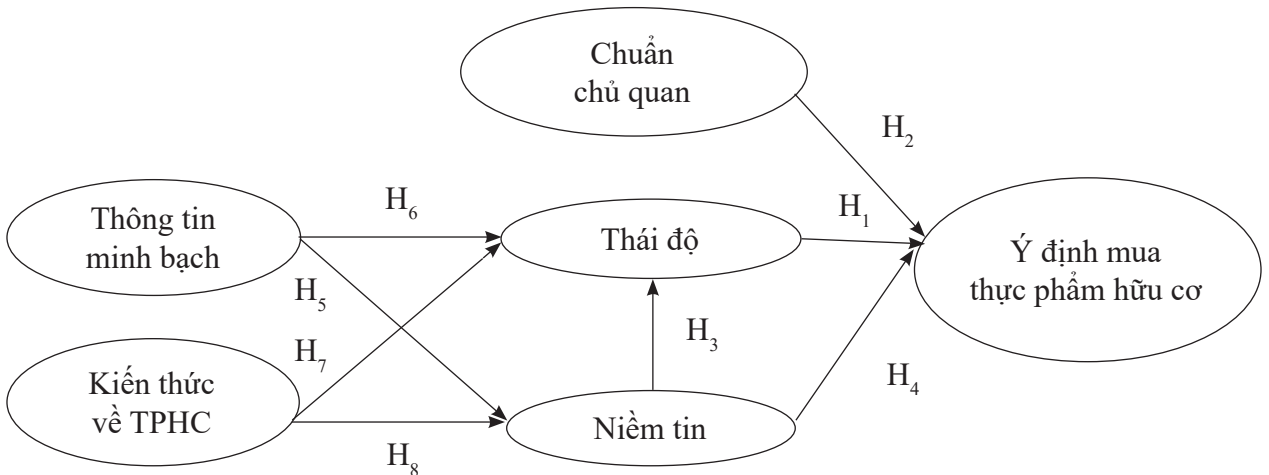 Chuẩn
chủ quan
H₂
Thông tin
minh bạch
H₆
Thái độ
H₁
Ý định mua
thực phẩm hữu cơ
H₅
H₃
H₇
Kiến thức
về TPHC
H₄
Niềm tin
H₈